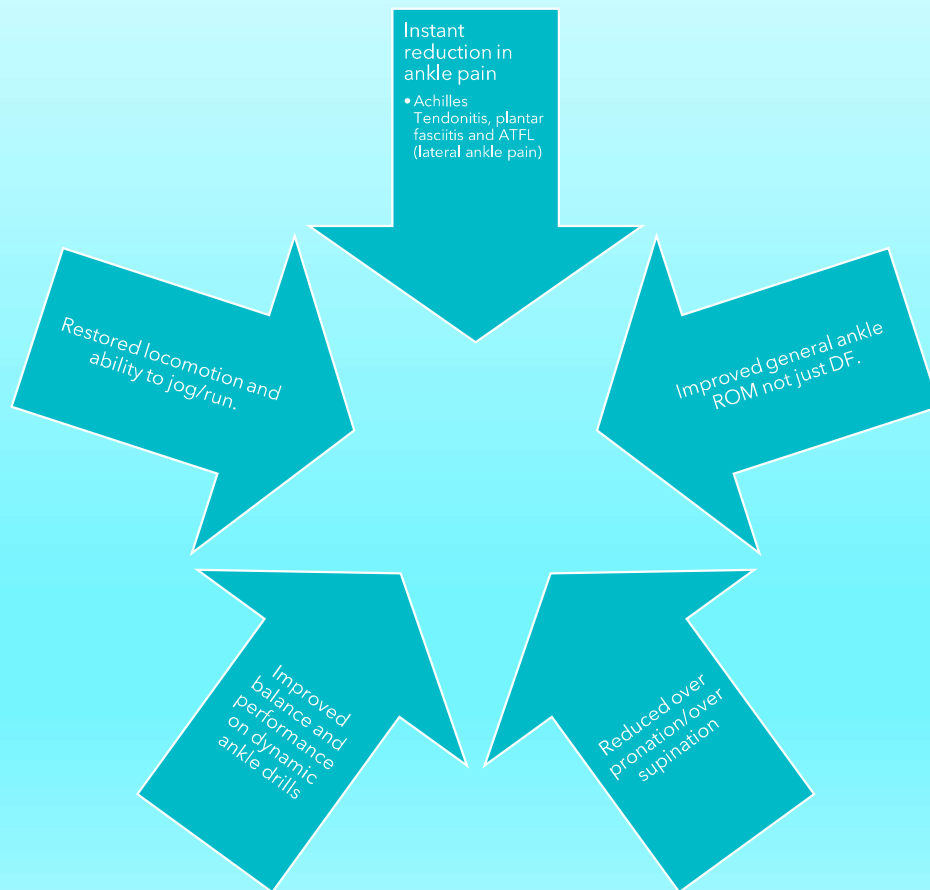 Instant
reduction in
ankle pain
• Achilles
Tendonitis, plantar
fasciitis and ATFL
(lateral ankle pain)
Improved general ankle
ROM not just DF.
Reduced over
pronation/over
supination
Improved
balance and
performance
on dynamic
ankle drills
Restored locomotion and
ability to jog/run.